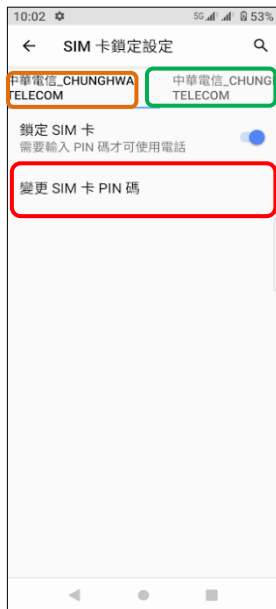 10:02 5G 53%
SIM 卡鎖定設定
中華電信_CHUNGHWA 中華電信_CHUNG
TELECOM TELECOM
鎖定 SIM 卡
需要輸入 PIN 碼才可使用電話
變更 SIM 卡 PIN 碼